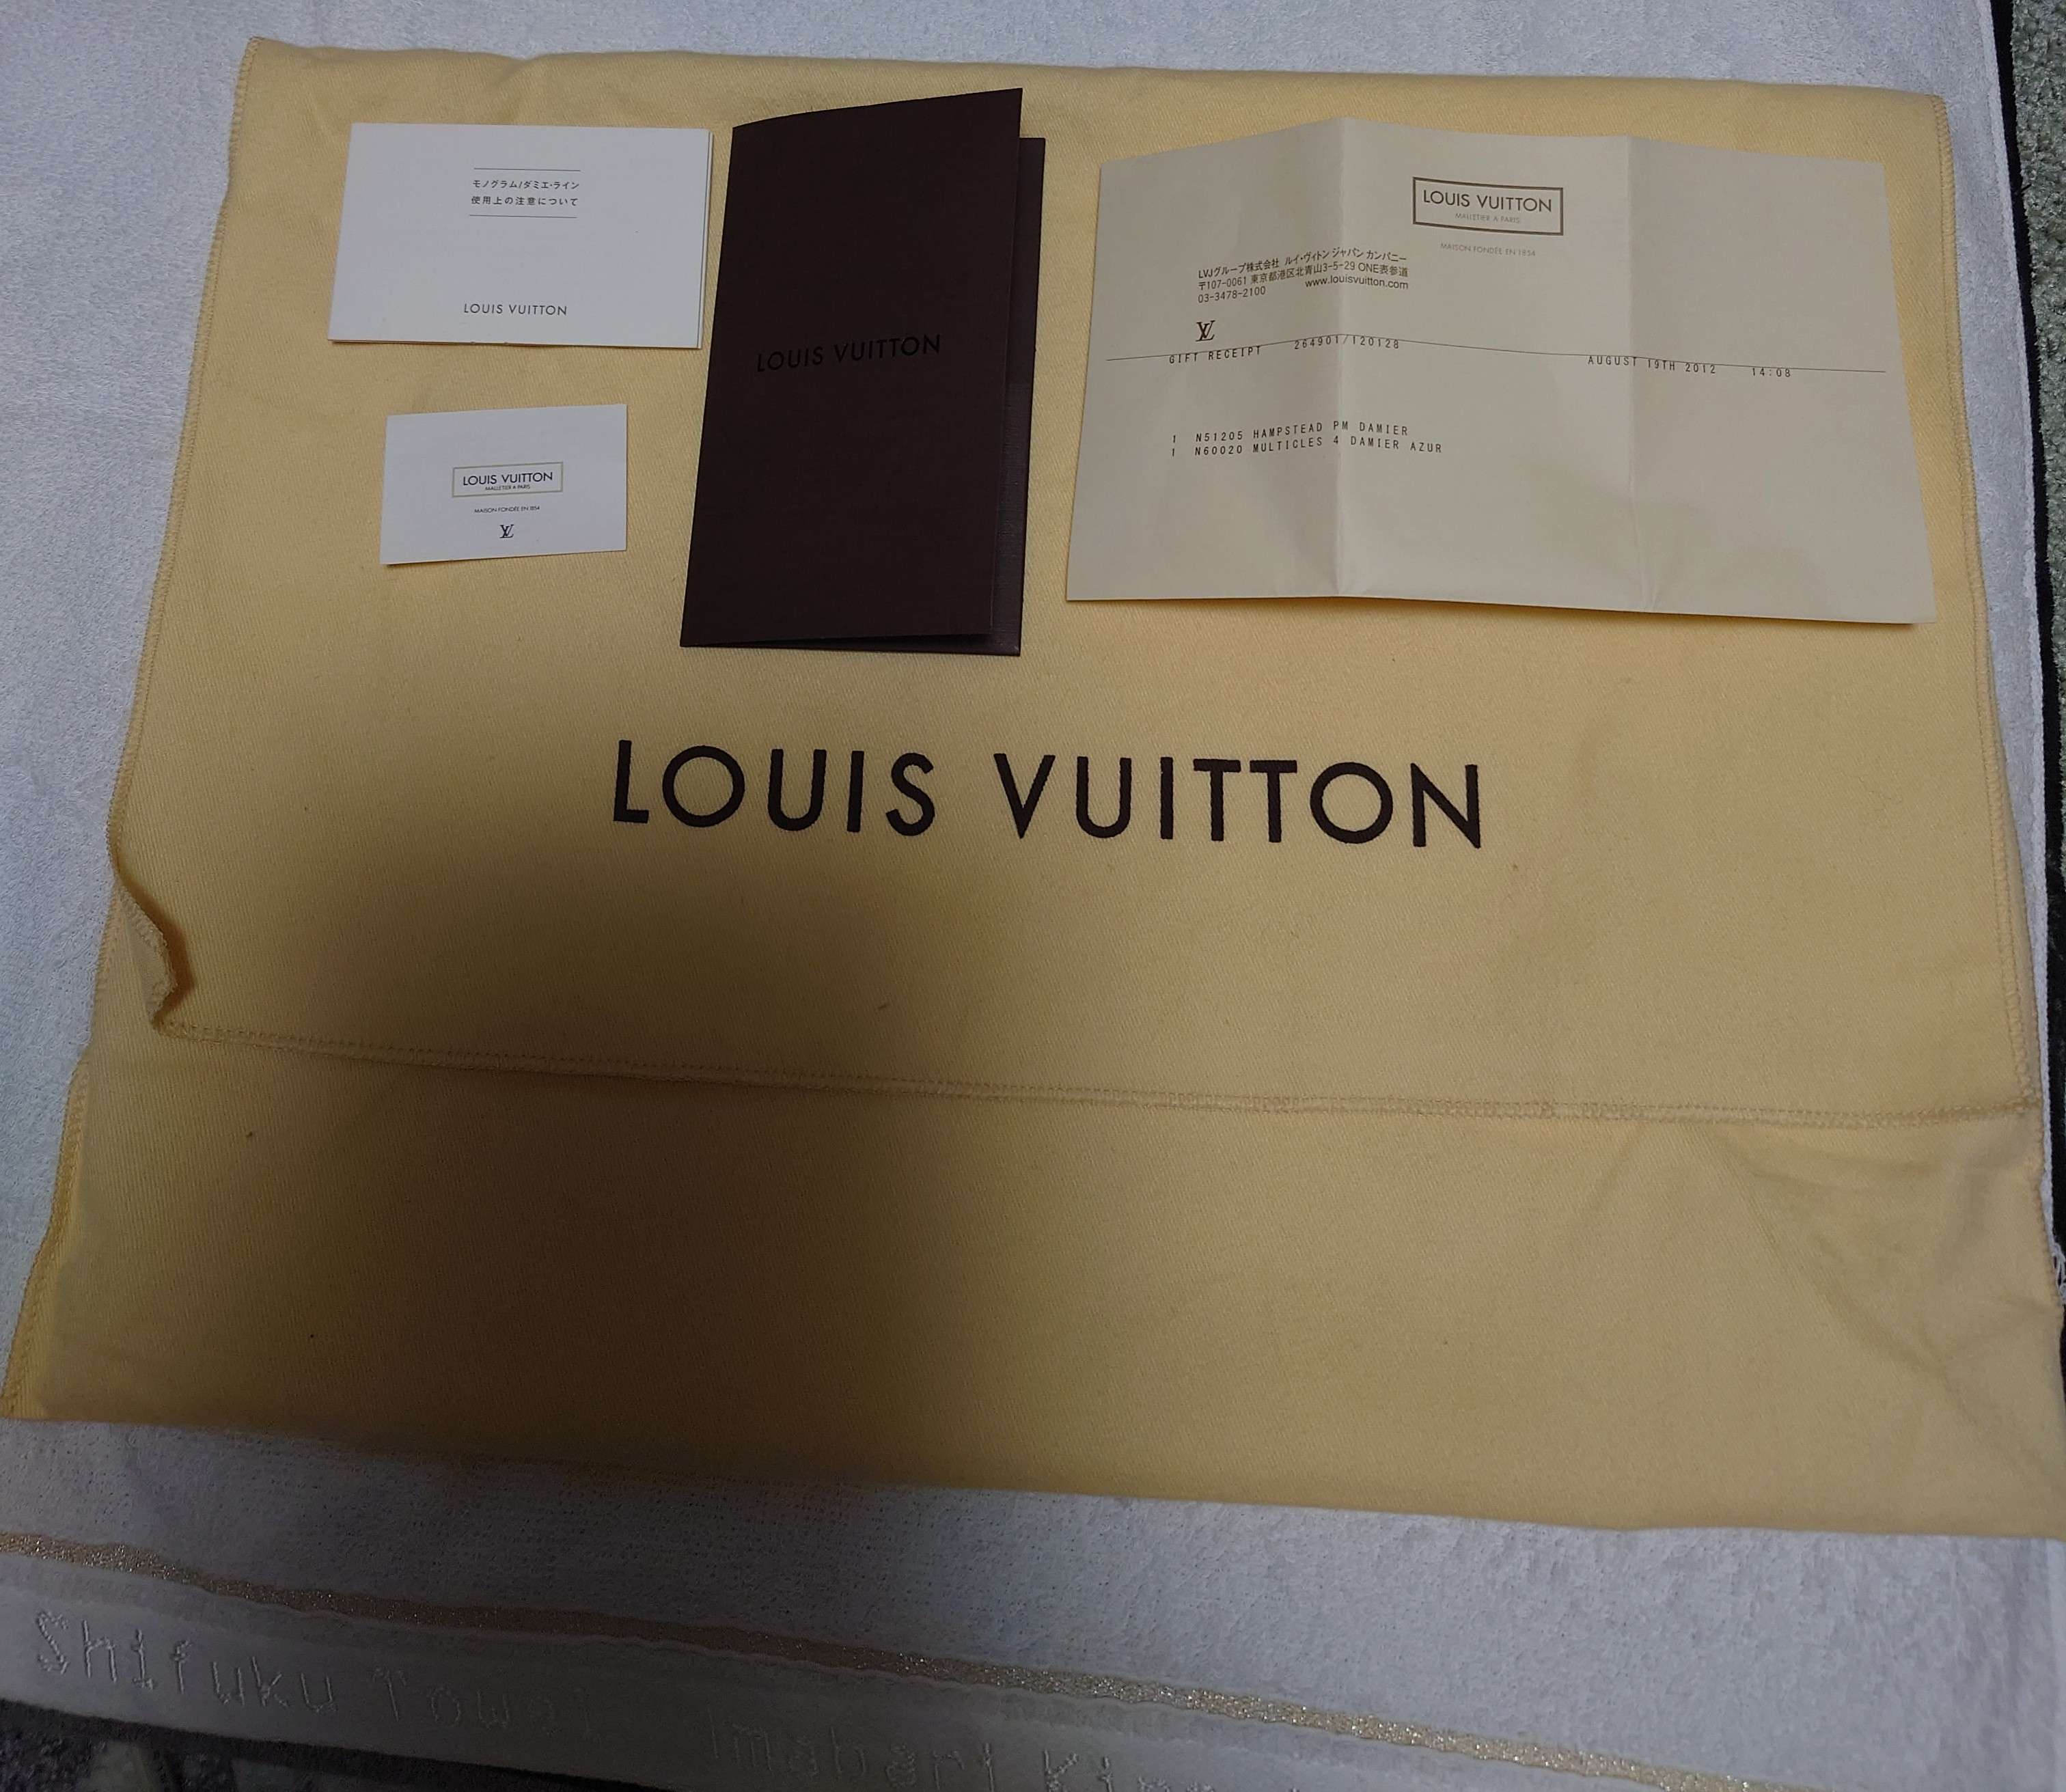 モノグラム/ダミエ・ライン
使用上の注意について
LOUIS VUITTON
LOUIS VUITTON
MALLETIER A PARIS
MAISON FONDÉE EN 1854
LV
LOUIS VUITTON
LOUIS VUITTON
MALLETIER A PARIS
MAISON FONDÉE EN 1854
LVJグループ株式会社 ルイ・ヴィトン ジャパン カンパニー
〒107-0061 東京都港区北青山3-5-29 ONE表参道
03-3478-2100 www.louisvuitton.com
LV
GIFT RECEIPT 264901/120128 AUGUST 19TH 2012 14:08
1 N51205 HAMPSTEAD PM DAMIER
1 N60020 MULTICLES 4 DAMIER AZUR
LOUIS VUITTON
Shifuku Towel Imabari